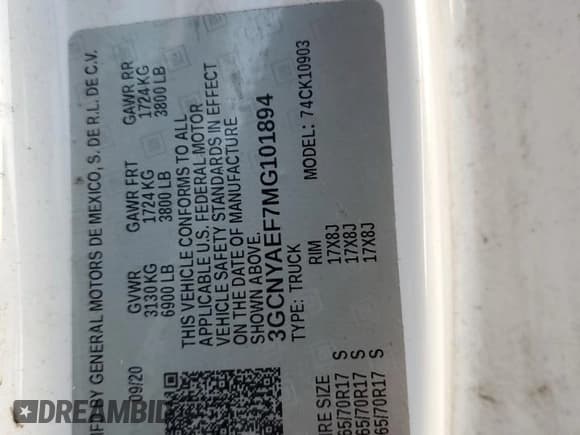 BY GENERAL MOTORS DE MEXICO, S. DE R.L. DE C.V.
09/20
GVWR GAWR FRT GAWR RR
3130 KG 1724 KG 1724 KG
6900 LB 3800 LB 3800 LB
THIS VEHICLE CONFORMS TO ALL
APPLICABLE U.S. FEDERAL MOTOR
VEHICLE SAFETY STANDARDS IN EFFECT
ON THE DATE OF MANUFACTURE
SHOWN ABOVE.
3GCNYAEF7MG101894
TYPE: TRUCK MODEL: 74CK10903
IRE SIZE RIM
65/70R17 S 17X8J
65/70R17 S 17X8J
65/70R17 S 17X8J
DREAMBID